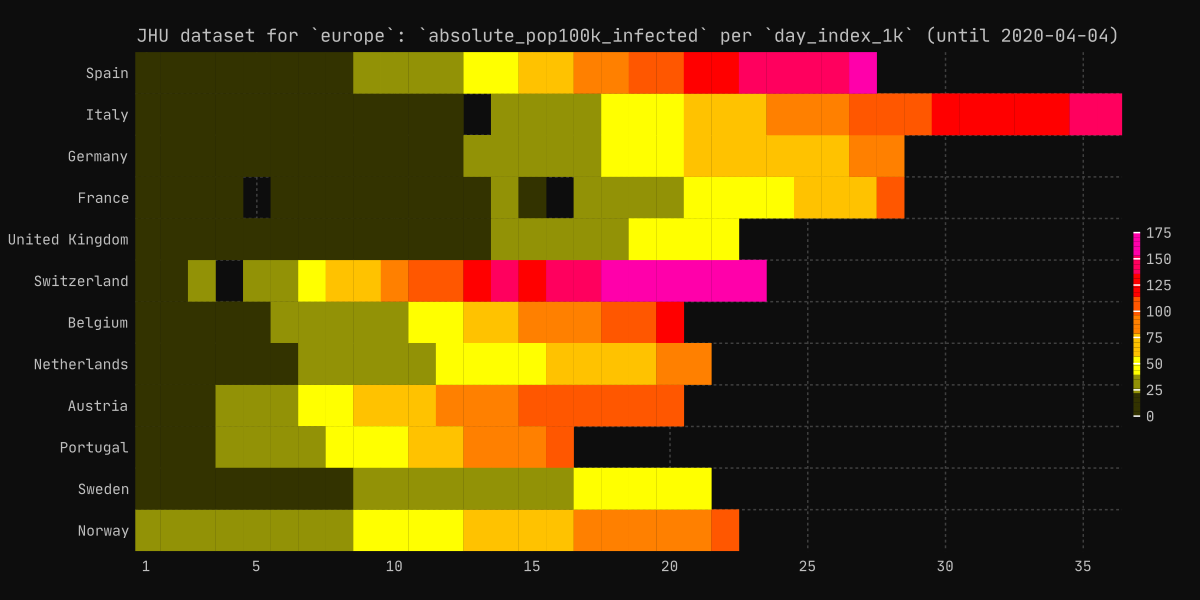 JHU dataset for `europe`: `absolute_pop100k_infected` per `day_index_1k` (until 2020-04-04)
Spain
Italy
Germany
France
United Kingdom
Switzerland
Belgium
Netherlands
Austria
Portugal
Sweden
Norway
175
150
125
100
75
50
25
0
1 5 10 15 20 25 30 35